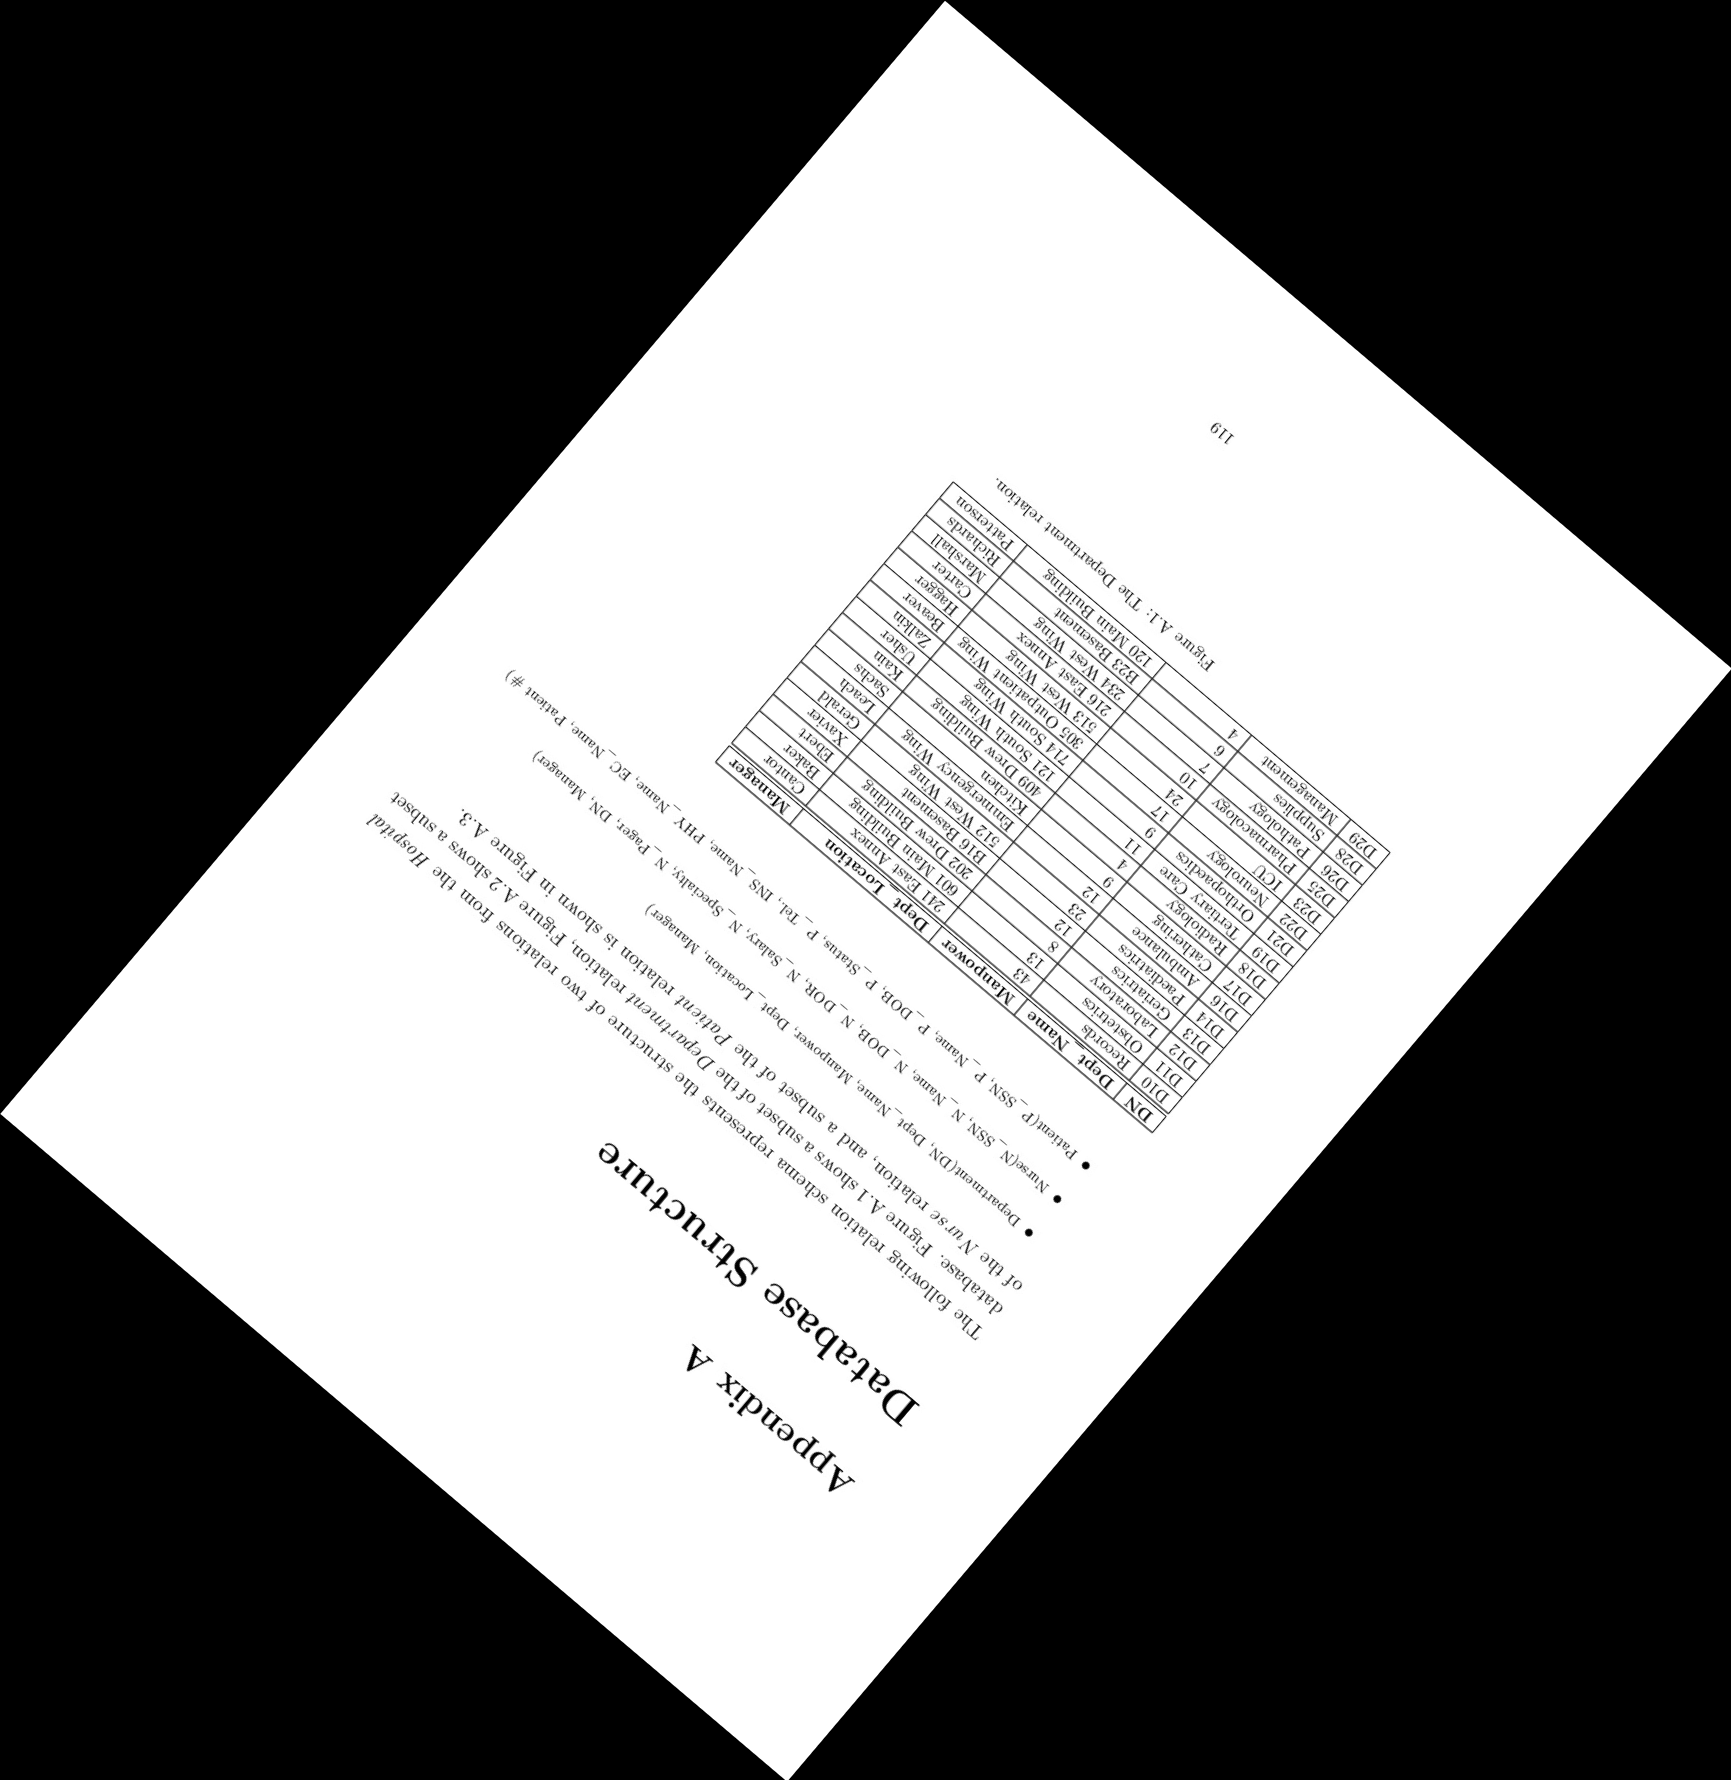 Appendix A
Database Structure
The following relation schema represents the structure of two relations from the Hospital
database. Figure A.1 shows a subset of the Department relation, Figure A.2 shows a subset
of the Nurse relation, and a subset of the Patient relation is shown in Figure A.3.
• Department(DN, Dept_Name, Manpower, Dept_Location, Manager)
• Nurse(N_SSN, N_Name, N_DOB, N_DOR, N_Salary, N_Specialty, N_Pager, DN, Manager)
• Patient(P_SSN, P_Name, P_DOB, P_Status, P_Tel., INS_Name, PHY_Name, EC_Name, Patient #)
DN Dept_Name Manpower Dept_Location Manager
D10 Records 43 241 East Annex Cantor
D11 Obstetrics 13 601 Main Building Baker
D12 Laboratory 8 202 Drew Building Ebert
D13 Geriatrics 12 B16 Basement Xavier
D14 Paediatrics 23 512 West Wing Gerald
D16 Ambulance 12 Emmergency Wing Leach
D17 Cathering 9 Kitchen Sachs
D18 Radiology 4 409 Drew Building Kain
D19 Tertiary Care 11 121 South Wing Usher
D21 Orthopaedics 9 714 South Wing Zalkin
D22 Neurology 17 305 Outpatient Wing Beaver
D23 ICU 24 513 West Wing Hagger
D25 Pharmacology 10 216 East Annex Carter
D26 Pathology 7 234 West Wing Marshall
D28 Supplies 6 B23 Basement Richards
D29 Management 4 120 Main Building Patterson
Figure A.1: The Department relation.
119